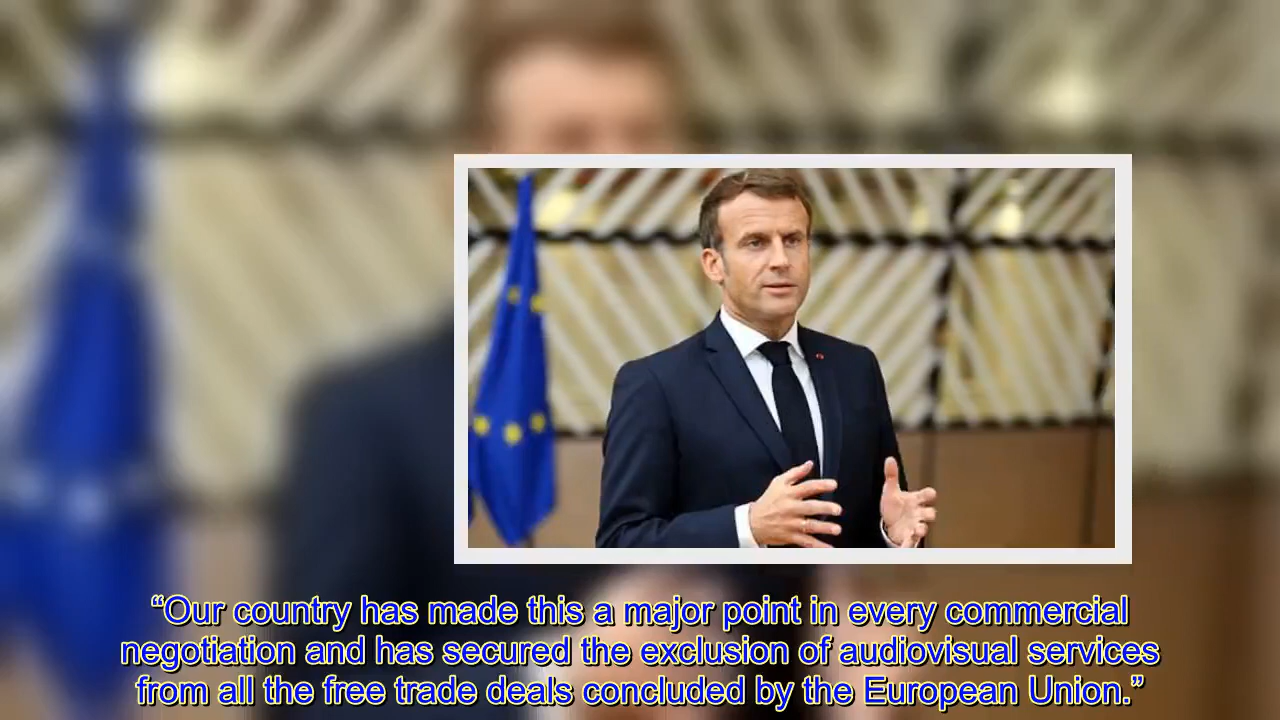 “Our country has made this a major point in every commercial
negotiation and has secured the exclusion of audiovisual services
from all the free trade deals concluded by the European Union.”